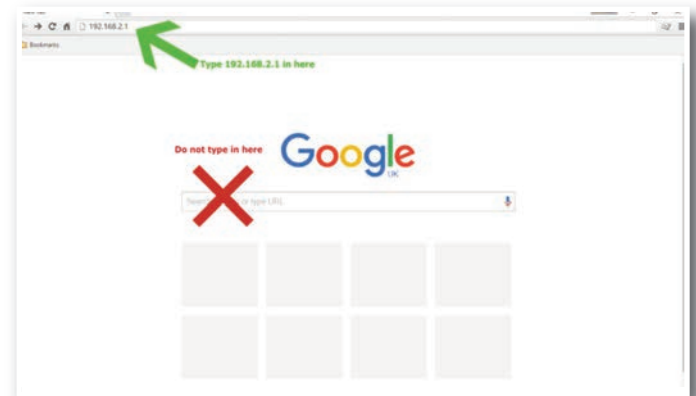 192.168.2.1
Bookmarks
Type 192.168.2.1 in here
Do not type in here
Google
UK
or type URL